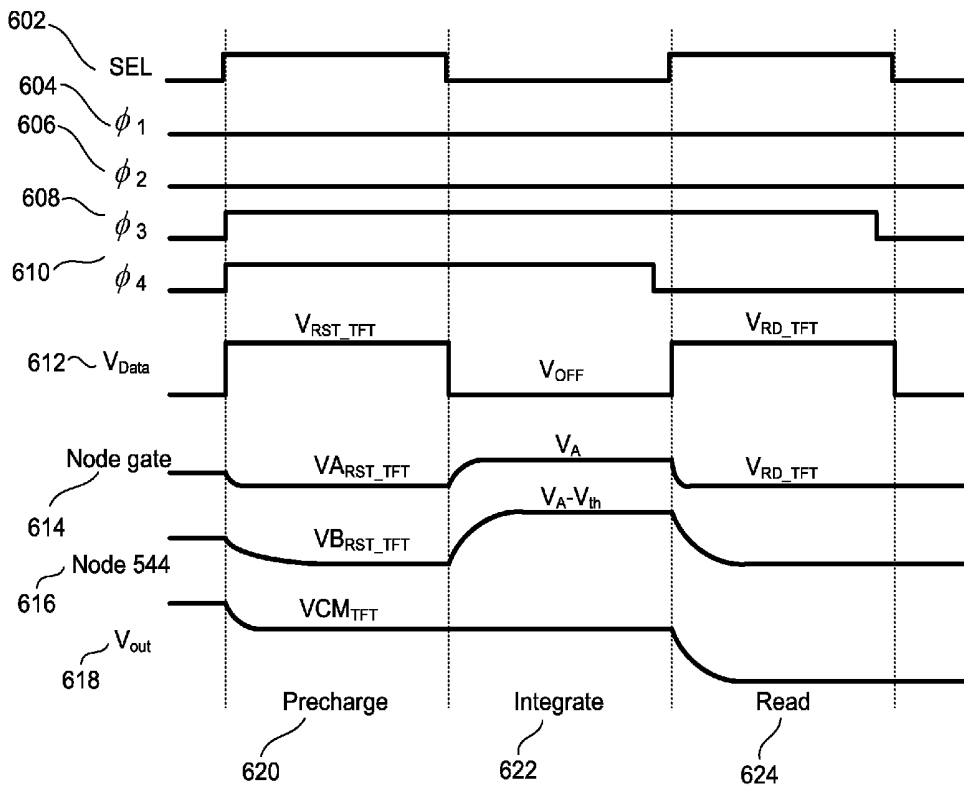 602
SEL
604
ϕ1
606
ϕ2
608
ϕ3
610
ϕ4
VRST_TFT
VRD_TFT
612
VData
VOFF
Node gate
VARST_TFT
VA
VRD_TFT
614
VA-Vth
VBRST_TFT
Node 544
616
VCMTFT
Vout
618
Precharge
Integrate
Read
620
622
624